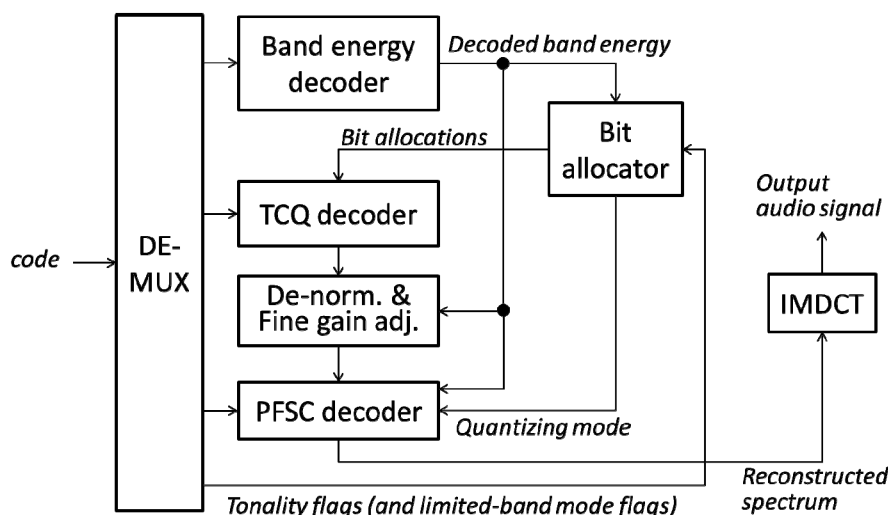 Band energy
decoder
Decoded band energy
Bit allocations
Bit
allocator
TCQ decoder
Output
audio signal
code
DE-
MUX
De-norm. &
Fine gain adj.
IMDCT
PFSC decoder
Quantizing mode
Reconstructed
spectrum
Tonality flags (and limited-band mode flags)